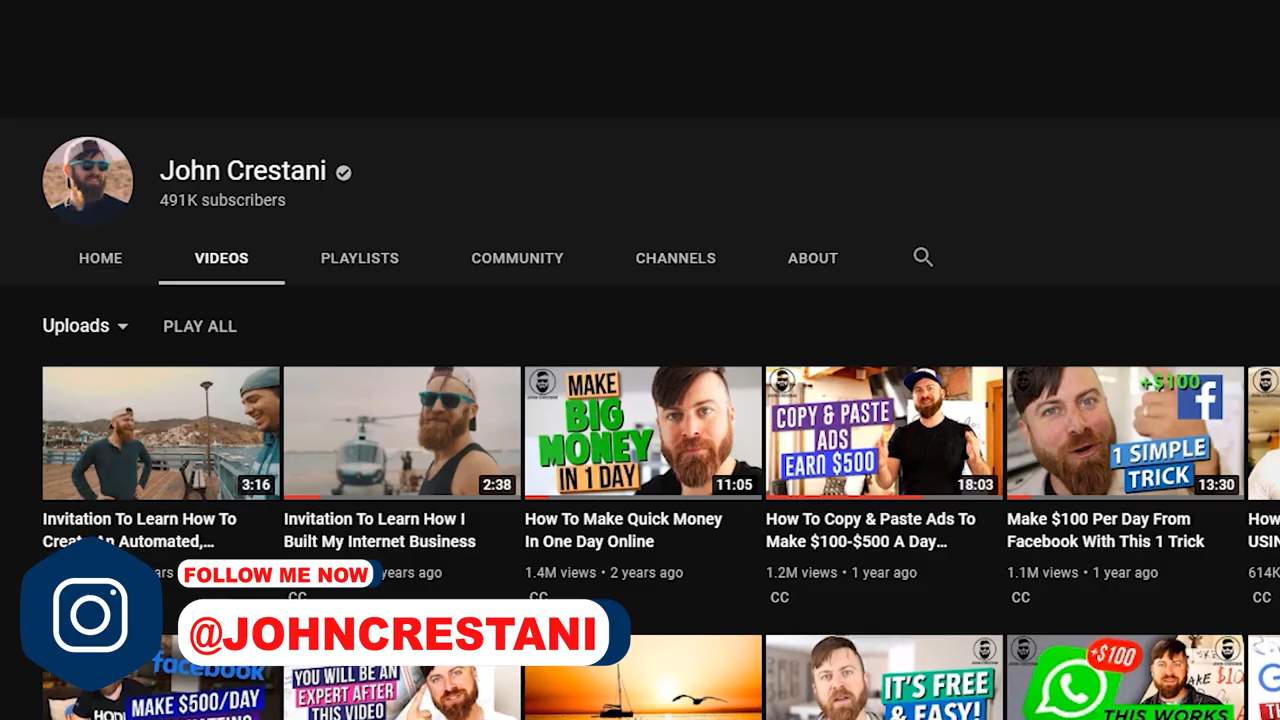 John Crestani
491K subscribers
HOME VIDEOS PLAYLISTS COMMUNITY CHANNELS ABOUT
Uploads PLAY ALL
MAKE
BIG
MONEY
IN 1 DAY
COPY & PASTE
ADS
EARN $500
+$100
1 SIMPLE
TRICK
3:16
2:38
11:05
18:03
13:30
Invitation To Learn How To
Create An Automated,...
Invitation To Learn How I
Built My Internet Business
How To Make Quick Money
In One Day Online
How To Copy & Paste Ads To
Make $100-$500 A Day...
Make $100 Per Day From
Facebook With This 1 Trick
How
USIN
years ago
1.4M views • 2 years ago
1.2M views • 1 year ago
1.1M views • 1 year ago
614K
CC
CC
CC
CC
CC
FOLLOW ME NOW
@JOHNCRESTANI
facebook
MAKE $500/DAY
YOU WILL BE AN
EXPERT AFTER
THIS VIDEO
IT'S FREE
& EASY!
+$100
THIS WORKS